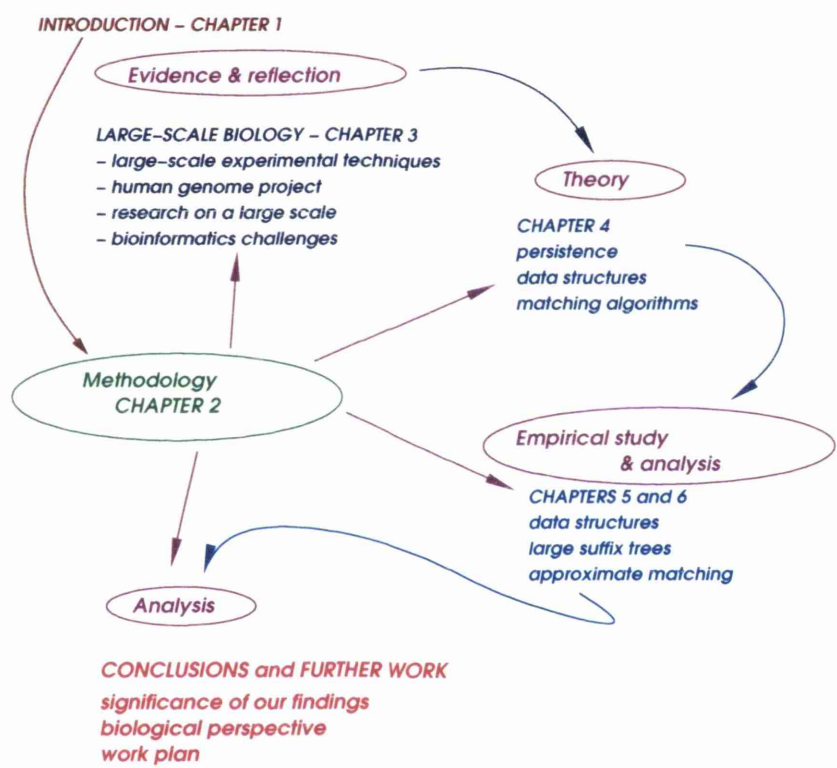 INTRODUCTION – CHAPTER 1
Evidence & reflection
LARGE–SCALE BIOLOGY – CHAPTER 3
– large–scale experimental techniques
– human genome project
– research on a large scale
– bioinformatics challenges
Theory
CHAPTER 4
persistence
data structures
matching algorithms
Methodology
CHAPTER 2
Empirical study
& analysis
CHAPTERS 5 and 6
data structures
large suffix trees
approximate matching
Analysis
CONCLUSIONS and FURTHER WORK
significance of our findings
biological perspective
work plan